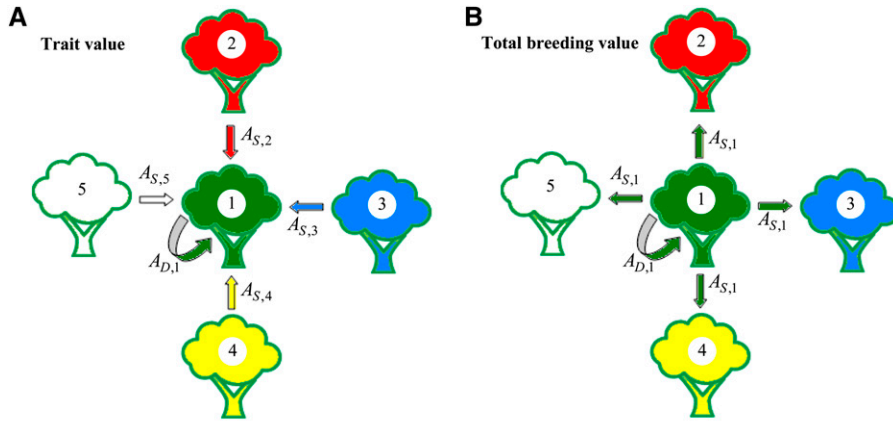 A
Trait value
2
A_{S,2}
5
A_{S,5}
1
3
A_{S,3}
A_{D,1}
A_{S,4}
4
B
Total breeding value
2
A_{S,1}
5
A_{S,1}
1
3
A_{S,1}
A_{D,1}
A_{S,1}
4